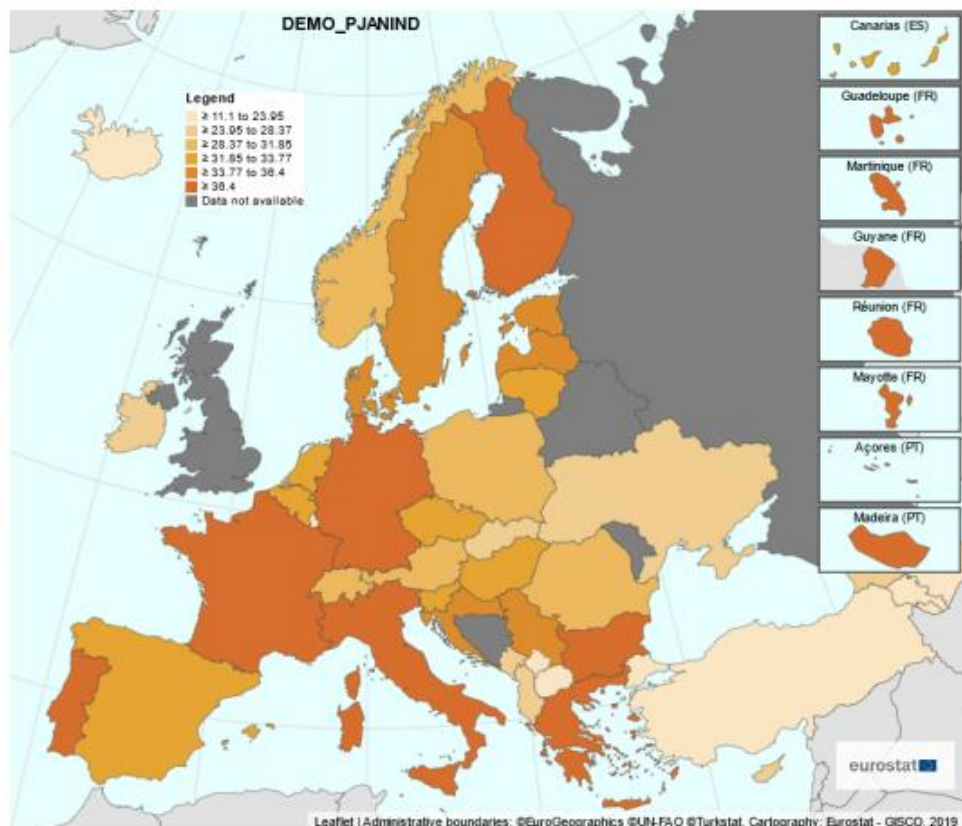 DEMO_PJANIND
Legend
≥ 11.1 to 23.95
≥ 23.95 to 28.37
≥ 28.37 to 31.85
≥ 31.85 to 33.77
≥ 33.77 to 36.4
≥ 36.4
Data not available
Canarias (ES)
Guadeloupe (FR)
Martinique (FR)
Guyane (FR)
Réunion (FR)
Mayotte (FR)
Açores (PT)
Madeira (PT)
eurostat
Leaflet | Administrative boundaries: ©EuroGeographics ©UN-FAO ©Turkstat, Cartography: Eurostat - GISCO, 2019